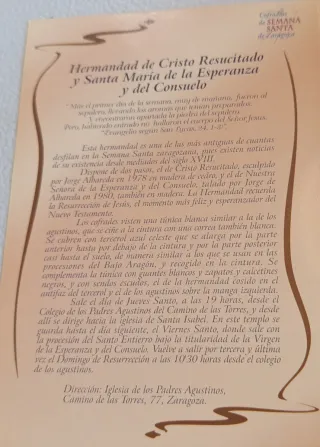 Cofradías de
SEMANA
SANTA
de Zaragoza
Hermandad de Cristo Resucitado
y Santa María de la Esperanza
y del Consuelo
"Mas el primer día de la semana, muy de mañana, fueron al
sepulcro, llevando los aromas que tenían preparados,
y encontraron apartada la piedra del sepulcro.
Pero, habiendo entrado no hallaron el cuerpo del Señor Jesús."
"Evangelio según San Lucas, 24, 1-3".
Esta hermandad es una de las más antiguas de cuantas
desfilan en la Semana Santa zaragozana, pues existen noticias
de su existencia desde mediados del siglo XVIII.
Dispone de dos pasos, el de Cristo Resucitado, esculpido
por Jorge Albareda en 1978 en madera de cedro, y el de Nuestra
Señora de la Esperanza y del Consuelo, tallado por Jorge de
Albareda en 1980, también en madera. La Hermandad recuerda
la Resurrección de Jesús, el momento más feliz y esperanzador del
Nuevo Testamento.
Los cofrades visten una túnica blanca similar a la de los
agustinos, que se ciñe a la cintura con una correa también blanca.
Se cubren con tercerol azul celeste que se alarga por la parte
anterior hasta por debajo de la cintura y por la parte posterior
casi hasta el suelo, de manera similar a los que se usan en las
procesiones del Bajo Aragón, y recogido en la cintura. Se
complementa la túnica con guantes blancos y zapatos y calcetines
negros, y con sendos escudos, el de la hermandad cosido en el
antifaz del tercerol y el de los agustinos sobre la manga izquierda.
Sale el día de Jueves Santo, a las 19 horas, desde el
Colegio de los Padres Agustinos del Camino de las Torres, y desde
allí se dirige hacia la iglesia de Santa Isabel. En este templo se
guarda hasta el día siguiente, el Viernes Santo, donde sale con
la procesión del Santo Entierro bajo la titularidad de la Virgen
de la Esperanza y del Consuelo. Vuelve a salir por tercera y última
vez el Domingo de Resurrección a las 10'30 horas desde el colegio
de los agustinos.
Dirección: Iglesia de los Padres Agustinos,
Camino de las Torres, 77, Zaragoza.